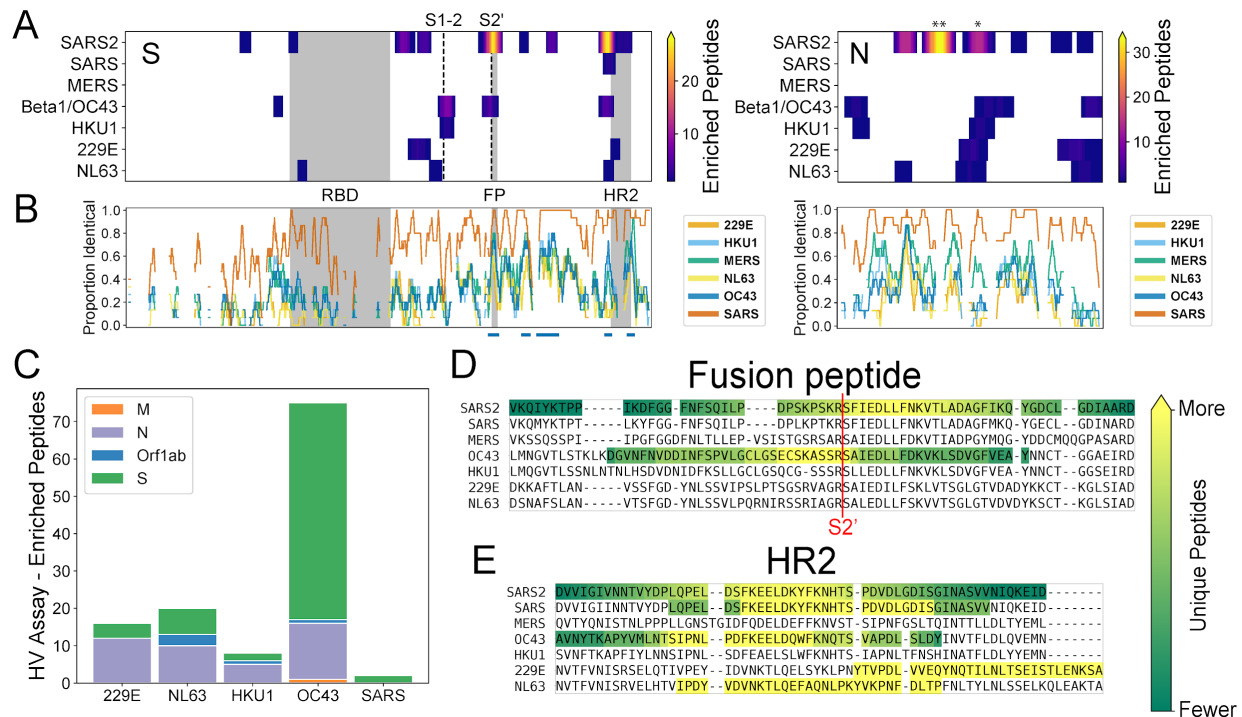 A
S1-2
S2'
SARS2
SARS
MERS
Beta1/OC43
HKU1
229E
NL63
S
20
10
Enriched Peptides
**
*
SARS2
SARS
MERS
Beta1/OC43
HKU1
229E
NL63
N
30
20
10
Enriched Peptides
B
RBD
FP
HR2
Proportion Identical
1.0
0.8
0.6
0.4
0.2
0.0
229E
HKU1
MERS
NL63
OC43
SARS
Proportion Identical
1.0
0.8
0.6
0.4
0.2
0.0
229E
HKU1
MERS
NL63
OC43
SARS
C
HV Assay - Enriched Peptides
70
60
50
40
30
20
10
0
M
N
Orf1ab
S
229E
NL63
HKU1
OC43
SARS
D
Fusion peptide
SARS2 VKQIYKTPP-----IKDFGG-FNFSQILP---DPSKPSKRSFIEDLLFNKVTLADAGFIKQ-YGDCL--GDIAARD
SARS VKQMYKTPT-----LKYFGG-FNFSQILP---DPLKPTKRSFIEDLLFNKVTLADAGFMKQ-YGECL--GDINARD
MERS VKSSQSSPI-----IPGFGGDFNLTLLEP-VSISTGSRSARSAIEDLLFDKVTIADPGYMQG-YDDCMQQGPASARD
OC43 LMNGVTLSTKLKDGVNFNVDDINFSPVLGCLGSECSKASSRSAIEDLLFDKVKLSDVGFVEA-YNNCT--GGAEIRD
HKU1 LMQGVTLSSNLNTNLHSDVDNIDFKSLLGCLGSQCG-SSSRSLLEDLLFNKVKLSDVGFVEA-YNNCT--GGSEIRD
229E DKKAFTLAN-----VSSFGD-YNLSSVIPSLPTSGSRVAGRSAIEDILFSKLVTSGLGTVDADYKKCT--KGLSIAD
NL63 DSNAFSLAN-----VTSFGD-YNLSSVLPQRNIRSSRIAGRSALEDLLFSKVVTSGLGTVDVDYKSCT--KGLSIAD
S2'
E
HR2
SARS2 DVVIGIVNNTVYDPLQPEL--DSFKEELDKYFKNHTS-PDVDLGDISGINASVVNIQKEID------
SARS DVVIGIINNTVYDPLQPEL--DSFKEELDKYFKNHTS-PDVDLGDISGINASVVNIQKEID------
MERS QVTYQNISTNLPPPLLGNSTGIDFQDELDEFFKNVST-SIPNFGSLTQINTTLLDLTYEML------
OC43 AVNYTKAPYVMLNTSIPNL--PDFKEELDQWFKNQTS-VAPDL-SLDYINVTFLDLQVEMN------
HKU1 SVNFTKAPFIYLNNSIPNL--SDFEAELSLWFKNHTS-IAPNLTFNSHINATFLDLYYEMN------
229E NVTFVNISRSELQTIVPEY-IDVNKTLQELSYKLPNYTVPDL-VVEQYNQTILNLTSEISTLENKSA
NL63 NVTFVNISRVELHTVIPDY--VDVNKTLQEFAQNLPKYVKPNF-DLTPFNLTYLNLSSELKQLEAKTA
More
Unique Peptides
Fewer